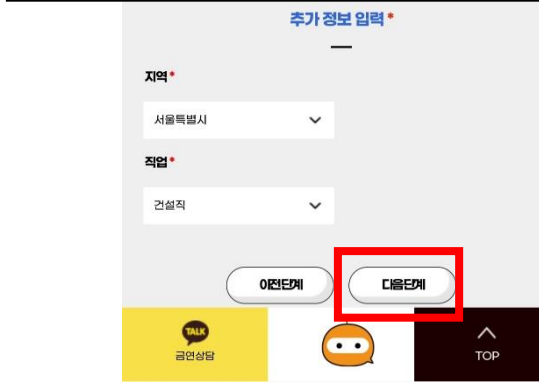 추가 정보 입력 *
지역 *
서울특별시
직업 *
건설직
이전단계 다음단계
TALK
금연상담
TOP